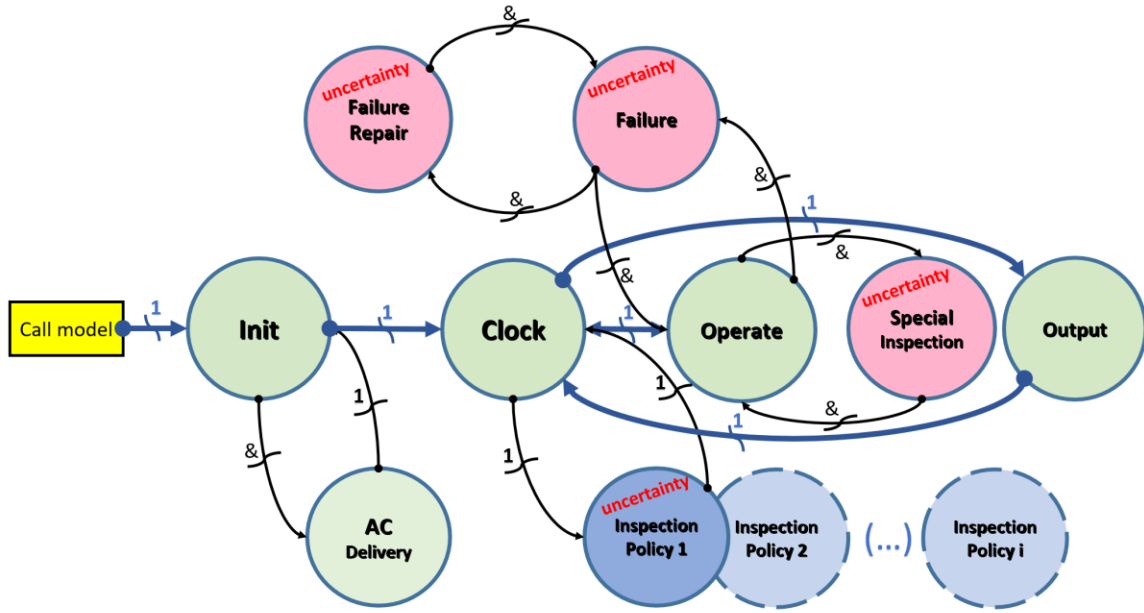 &
uncertainty
Failure
Repair
uncertainty
Failure
&
&
&
1
&
uncertainty
Special
Inspection
Call model
1
Init
1
Clock
1
Operate
Output
&
1
1
1
&
1
AC
Delivery
uncertainty
Inspection
Policy 1
Inspection
Policy 2
(...)
Inspection
Policy i